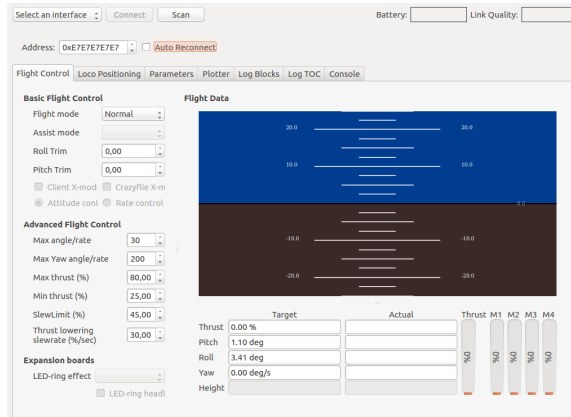 Select an interface Connect Scan Battery: Link Quality:
Address: 0xE7E7E7E7E7 Auto Reconnect
Flight Control Loco Positioning Parameters Plotter Log Blocks Log TOC Console
Basic Flight Control
Flight mode Normal
Assist mode
Roll Trim 0,00
Pitch Trim 0,00
Client X-mod Crazyflie X-m
Attitude cont Rate control
Advanced Flight Control
Max angle/rate 30
Max Yaw angle/rate 200
Max thrust (%) 80,00
Min thrust (%) 25,00
SlewLimit (%) 45,00
Thrust lowering
slewrate (%/sec) 30,00
Expansion boards
LED-ring effect
LED-ring headl
Flight Data
20.0 20.0
10.0 10.0
0.0
-10.0 -10.0
-20.0 -20.0
Target Actual Thrust M1 M2 M3 M4
Thrust 0.00 %
Pitch 1.10 deg
Roll 3.41 deg
Yaw 0.00 deg/s
Height
%0 %0 %0 %0 %0